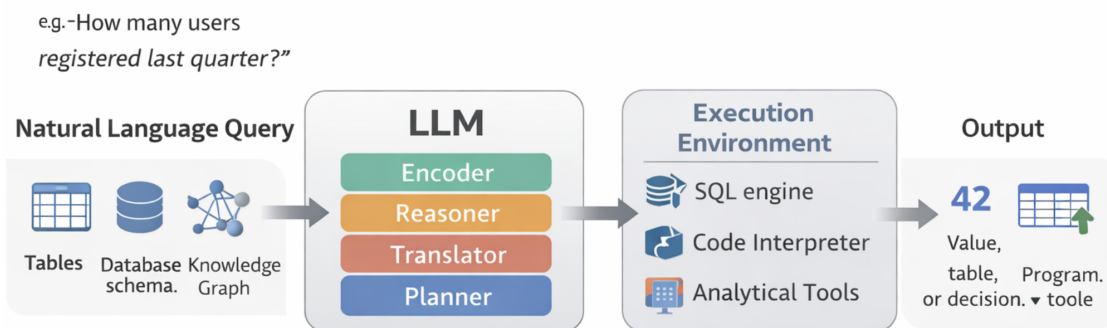 e.g.-How many users
registered last quarter?”
Natural Language Query
Tables
Database
schema.
Knowledge
Graph
LLM
Encoder
Reasoner
Translator
Planner
Execution
Environment
SQL engine
Code Interpreter
Analytical Tools
Output
42
Value,
table,
or decision.
Program.
▾ toole